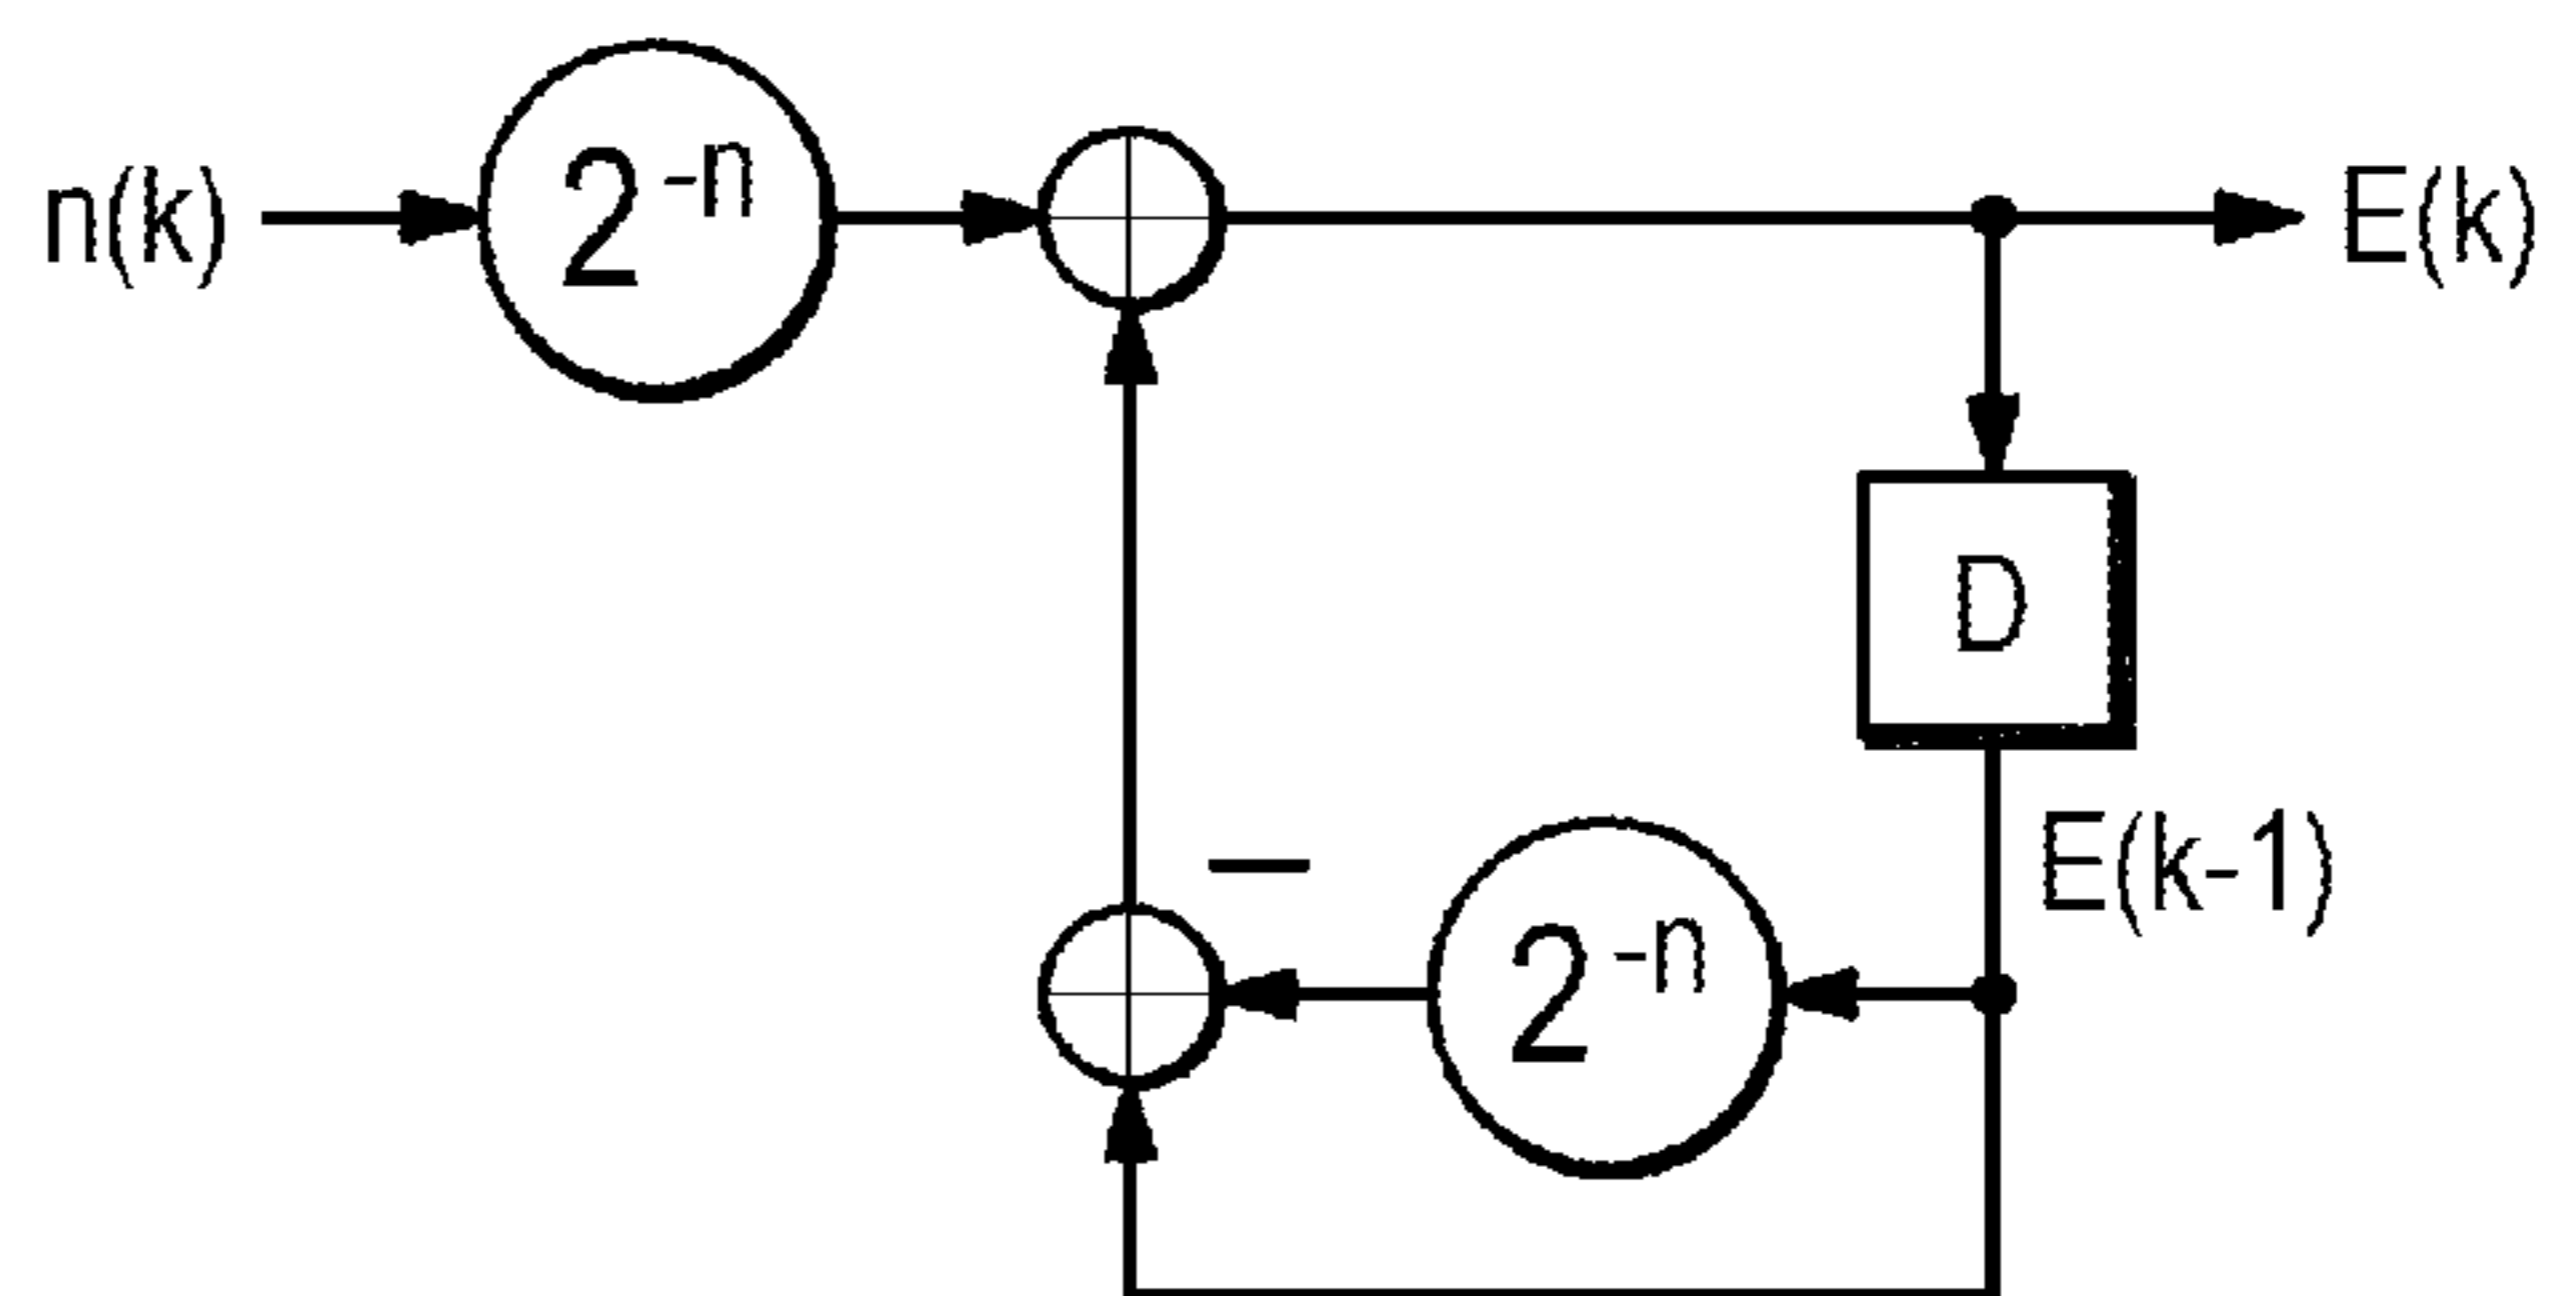 n(k)
2^-n
E(k)
D
E(k-1)
–
2^-n